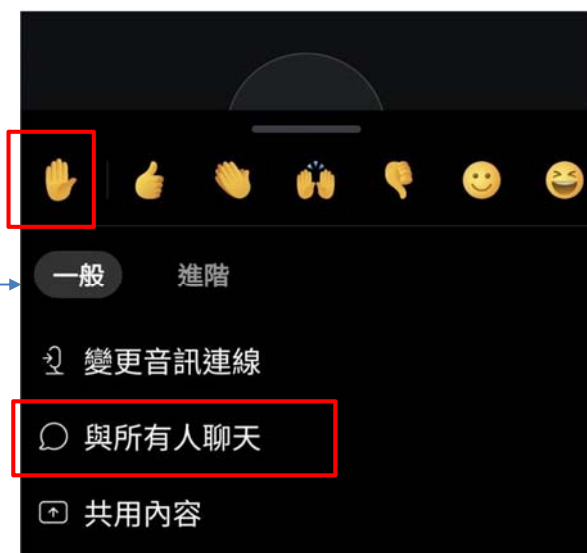 一般 進階
變更音訊連線
與所有人聊天
共用內容